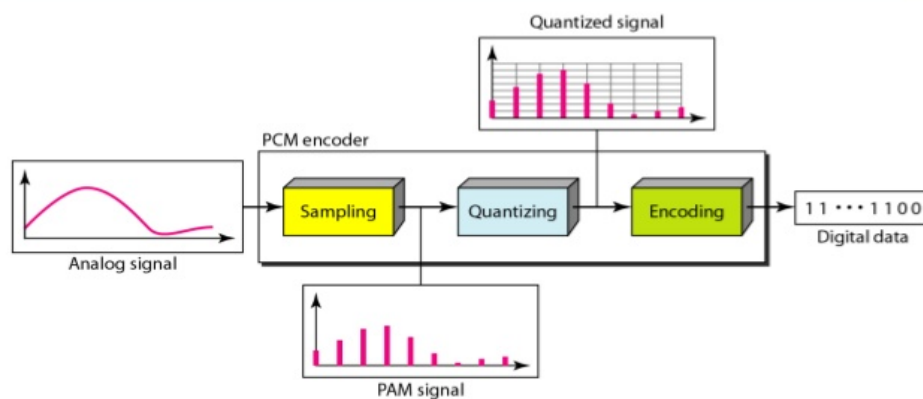 Quantized signal
PCM encoder
Sampling
Quantizing
Encoding
11•••1100
Digital data
Analog signal
PAM signal